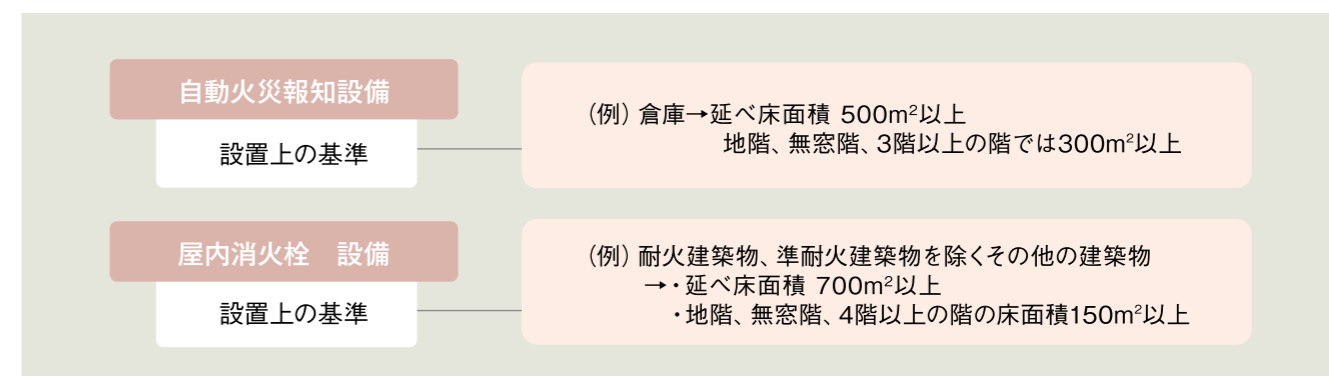 自動火災報知設備
設置上の基準
(例) 倉庫→延べ床面積 500m²以上
地階、無窓階、3階以上の階では300m²以上
屋内消火栓　設備
設置上の基準
(例) 耐火建築物、準耐火建築物を除くその他の建築物
→・延べ床面積 700m²以上
・地階、無窓階、4階以上の階の床面積150m²以上